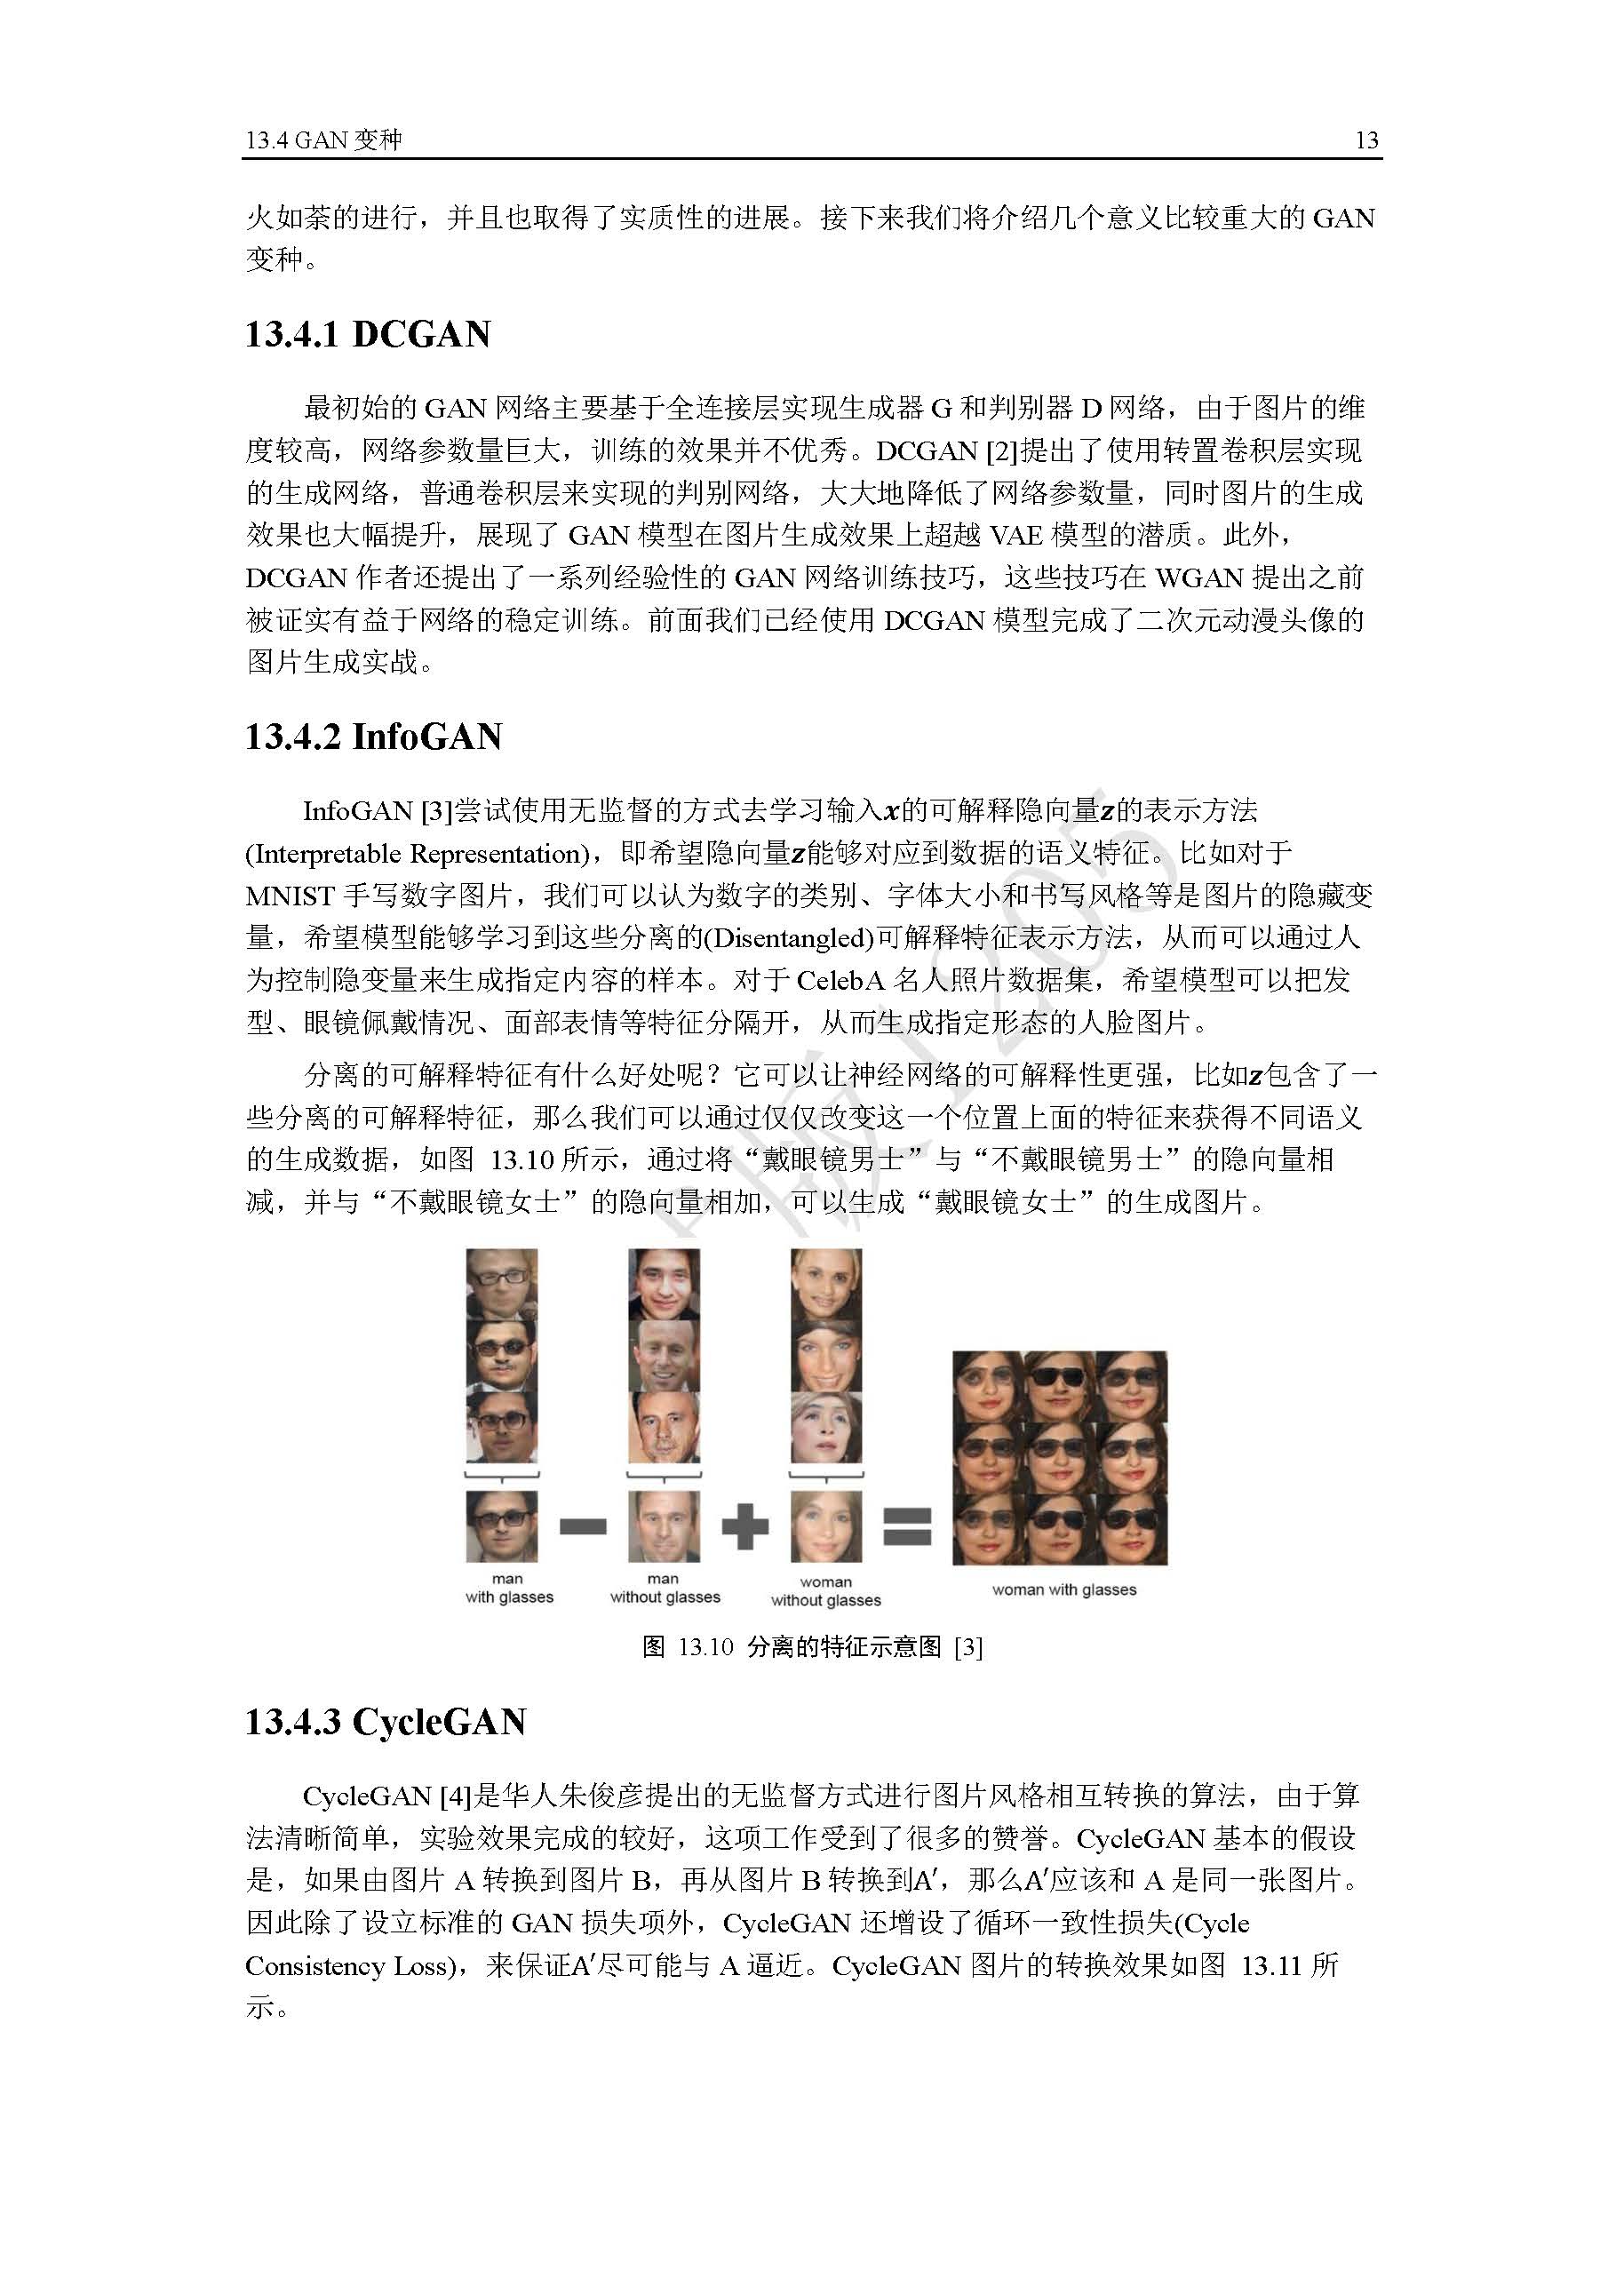 13.4 GAN 变种 13
火如荼的进行，并且也取得了实质性的进展。接下来我们将介绍几个意义比较重大的 GAN
变种。
13.4.1 DCGAN
最初始的 GAN 网络主要基于全连接层实现生成器 G 和判别器 D 网络，由于图片的维
度较高，网络参数量巨大，训练的效果并不优秀。DCGAN [2]提出了使用转置卷积层实现
的生成网络，普通卷积层来实现的判别网络，大大地降低了网络参数量，同时图片的生成
效果也大幅提升，展现了 GAN 模型在图片生成效果上超越 VAE 模型的潜质。此外，
DCGAN 作者还提出了一系列经验性的 GAN 网络训练技巧，这些技巧在 WGAN 提出之前
被证实有益于网络的稳定训练。前面我们已经使用 DCGAN 模型完成了二次元动漫头像的
图片生成实战。
13.4.2 InfoGAN
InfoGAN [3]尝试使用无监督的方式去学习输入x的可解释隐向量z的表示方法
(Interpretable Representation)，即希望隐向量z能够对应到数据的语义特征。比如对于
MNIST 手写数字图片，我们可以认为数字的类别、字体大小和书写风格等是图片的隐藏变
量，希望模型能够学习到这些分离的(Disentangled)可解释特征表示方法，从而可以通过人
为控制隐变量来生成指定内容的样本。对于 CelebA 名人照片数据集，希望模型可以把发
型、眼镜佩戴情况、面部表情等特征分隔开，从而生成指定形态的人脸图片。
分离的可解释特征有什么好处呢？它可以让神经网络的可解释性更强，比如z包含了一
些分离的可解释特征，那么我们可以通过仅仅改变这一个位置上面的特征来获得不同语义
的生成数据，如图 13.10 所示，通过将“戴眼镜男士”与“不戴眼镜男士”的隐向量相
减，并与“不戴眼镜女士”的隐向量相加，可以生成“戴眼镜女士”的生成图片。
man
with glasses
man
without glasses
woman
without glasses
woman with glasses
图 13.10 分离的特征示意图 [3]
13.4.3 CycleGAN
CycleGAN [4]是华人朱俊彦提出的无监督方式进行图片风格相互转换的算法，由于算
法清晰简单，实验效果完成的较好，这项工作受到了很多的赞誉。CycleGAN 基本的假设
是，如果由图片 A 转换到图片 B，再从图片 B 转换到A′，那么A′应该和 A 是同一张图片。
因此除了设立标准的 GAN 损失项外，CycleGAN 还增设了循环一致性损失(Cycle
Consistency Loss)，来保证A′尽可能与 A 逼近。CycleGAN 图片的转换效果如图 13.11 所
示。
版1205